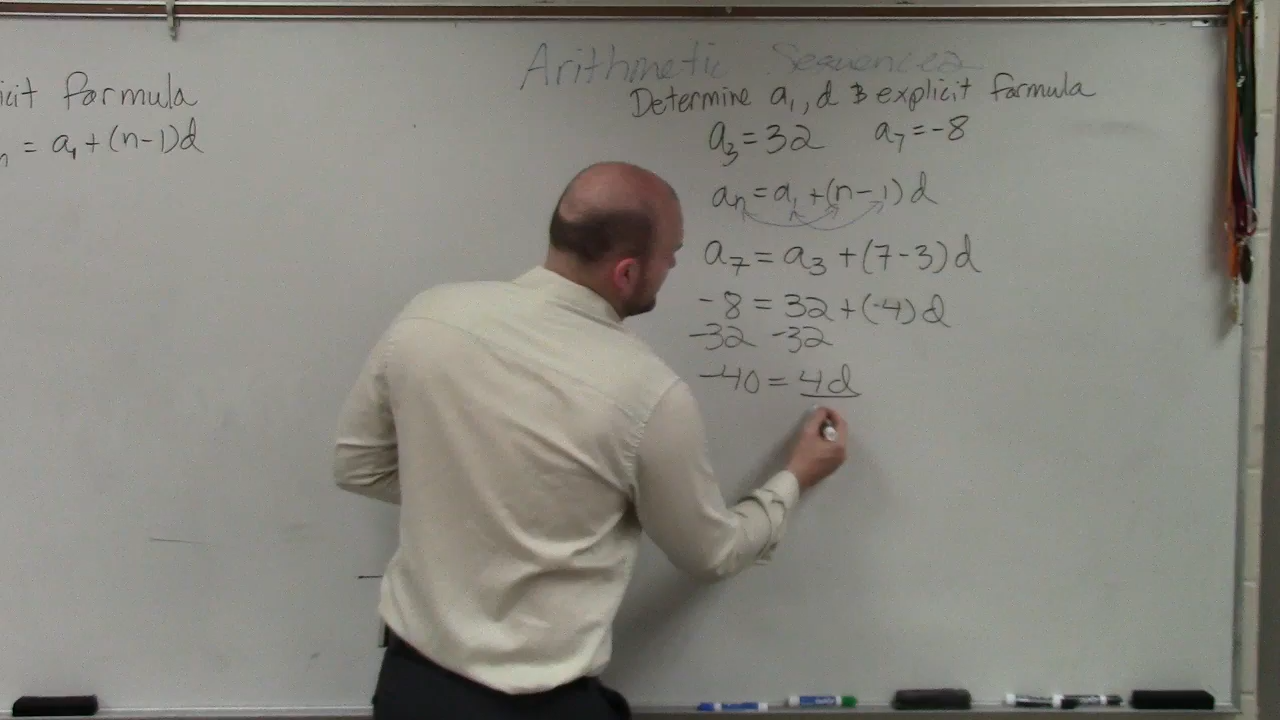 Arithmetic Sequences
icit formula
Determine a₁, d & explicit formula
n = a₁ + (n-1)d
a₃ = 32 a₇ = -8
aₙ = a₁ + (n-1)d
a₇ = a₃ + (7-3)d
-8 = 32 + (4)d
-32 -32
-40 = 4d